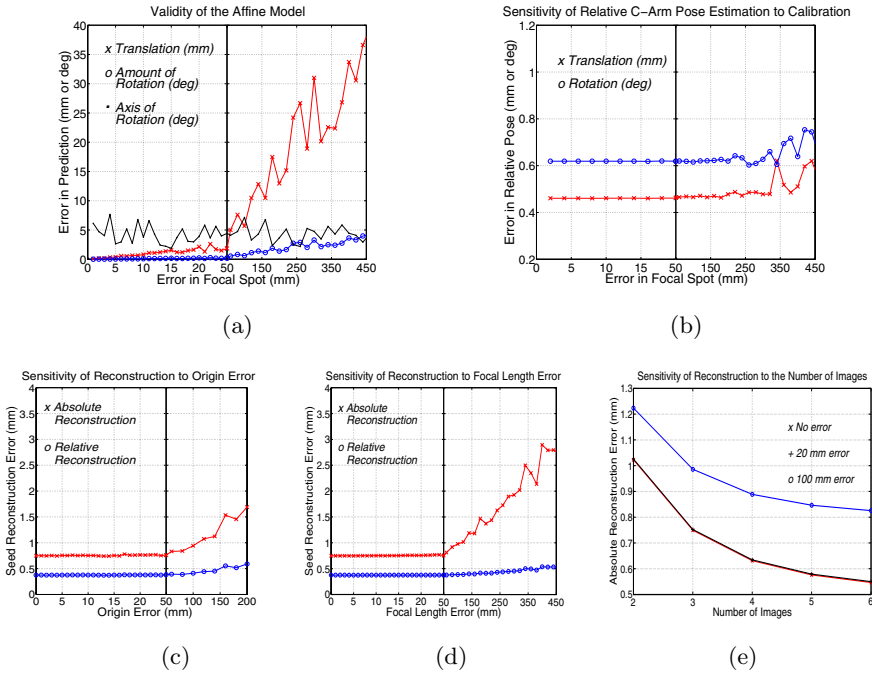 Validity of the Affine Model
Error in Prediction (mm or deg)
40
35
30
25
20
15
10
5
0
x Translation (mm)
o Amount of
Rotation (deg)
· Axis of
Rotation (deg)
0 5 10 15 20 50 150 250 350 450
Error in Focal Spot (mm)
(a)
Sensitivity of Relative C-Arm Pose Estimation to Calibration
Error in Relative Pose (mm or deg)
1.2
1
0.8
0.6
0.4
0.2
x Translation (mm)
o Rotation (deg)
0 5 10 15 20 50 150 250 350 450
Error in Focal Spot (mm)
(b)
Sensitivity of Reconstruction to Origin Error
Seed Reconstruction Error (mm)
4
3.5
3
2.5
2
1.5
1
0.5
0
x Absolute
Reconstruction
o Relative
Reconstruction
0 5 10 15 20 50 100 150 200
Origin Error (mm)
(c)
Sensitivity of Reconstruction to Focal Length Error
Seed Reconstruction Error (mm)
4
3.5
3
2.5
2
1.5
1
0.5
0
x Absolute
Reconstruction
o Relative
Reconstruction
0 5 10 15 20 50 150 250 350 450
Focal Length Error (mm)
(d)
Sensitivity of Reconstruction to the Number of Images
Absolute Reconstruction Error (mm)
1.3
1.2
1.1
1
0.9
0.8
0.7
0.6
0.5
x No error
+ 20 mm error
o 100 mm error
2 3 4 5 6
Number of Images
(e)